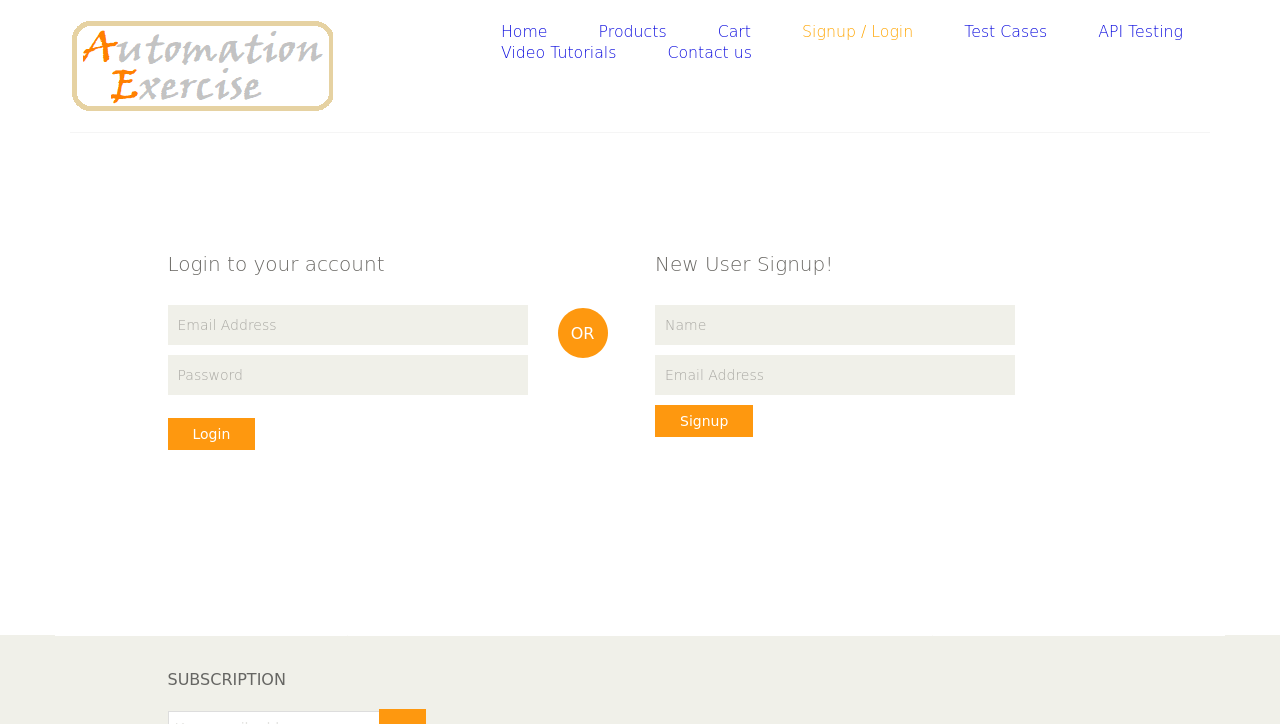 Automation
Exercise
Home Products Cart Signup / Login Test Cases API Testing
Video Tutorials Contact us
Login to your account
New User Signup!
Email Address
Password
OR
Name
Email Address
Login
Signup
SUBSCRIPTION